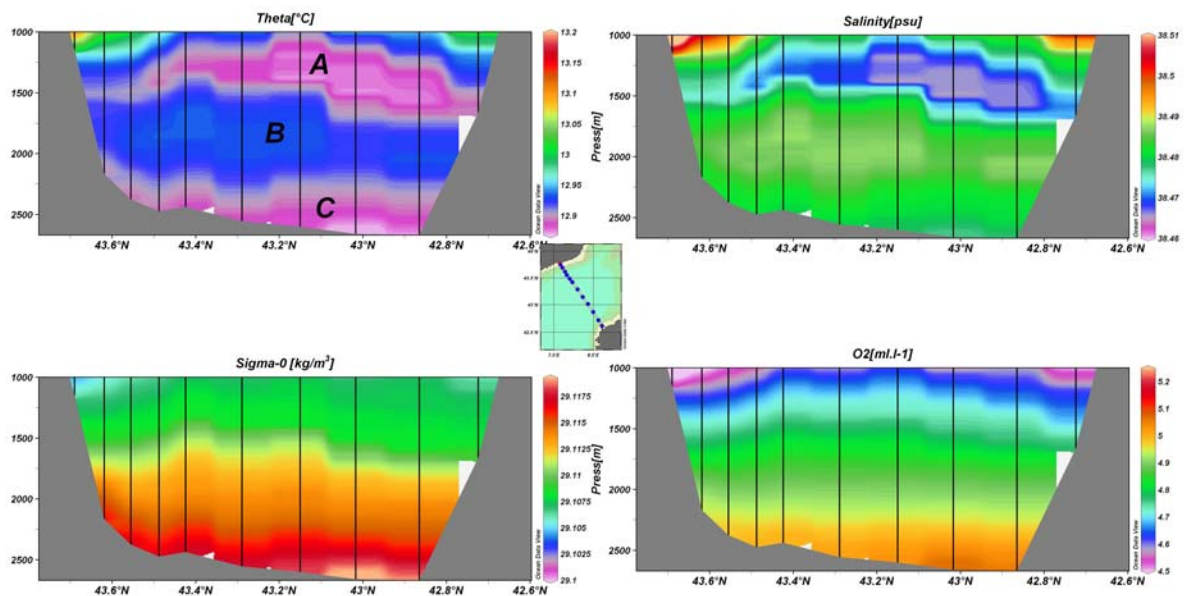 Theta[°C]
1000
1500
2000
2500
A
B
C
43.6°N 43.4°N 43.2°N 43°N 42.8°N 42.6°N
13.2
13.15
13.1
13.05
13
12.95
12.9
Ocean Data View
Salinity[psu]
Press[m]
1000
1500
2000
2500
43.6°N 43.4°N 43.2°N 43°N 42.8°N 42.6°N
38.51
38.5
38.49
38.48
38.47
38.46
Ocean Data View
Sigma-0 [kg/m³]
1000
1500
2000
2500
43.6°N 43.4°N 43.2°N 43°N 42.8°N 42.6°N
29.1175
29.115
29.1125
29.11
29.1075
29.105
29.1025
29.1
Ocean Data View
O2[ml.l-1]
Press[m]
1000
1500
2000
2500
43.6°N 43.4°N 43.2°N 43°N 42.8°N 42.6°N
5.2
5.1
5
4.9
4.8
4.7
4.6
4.5
Ocean Data View